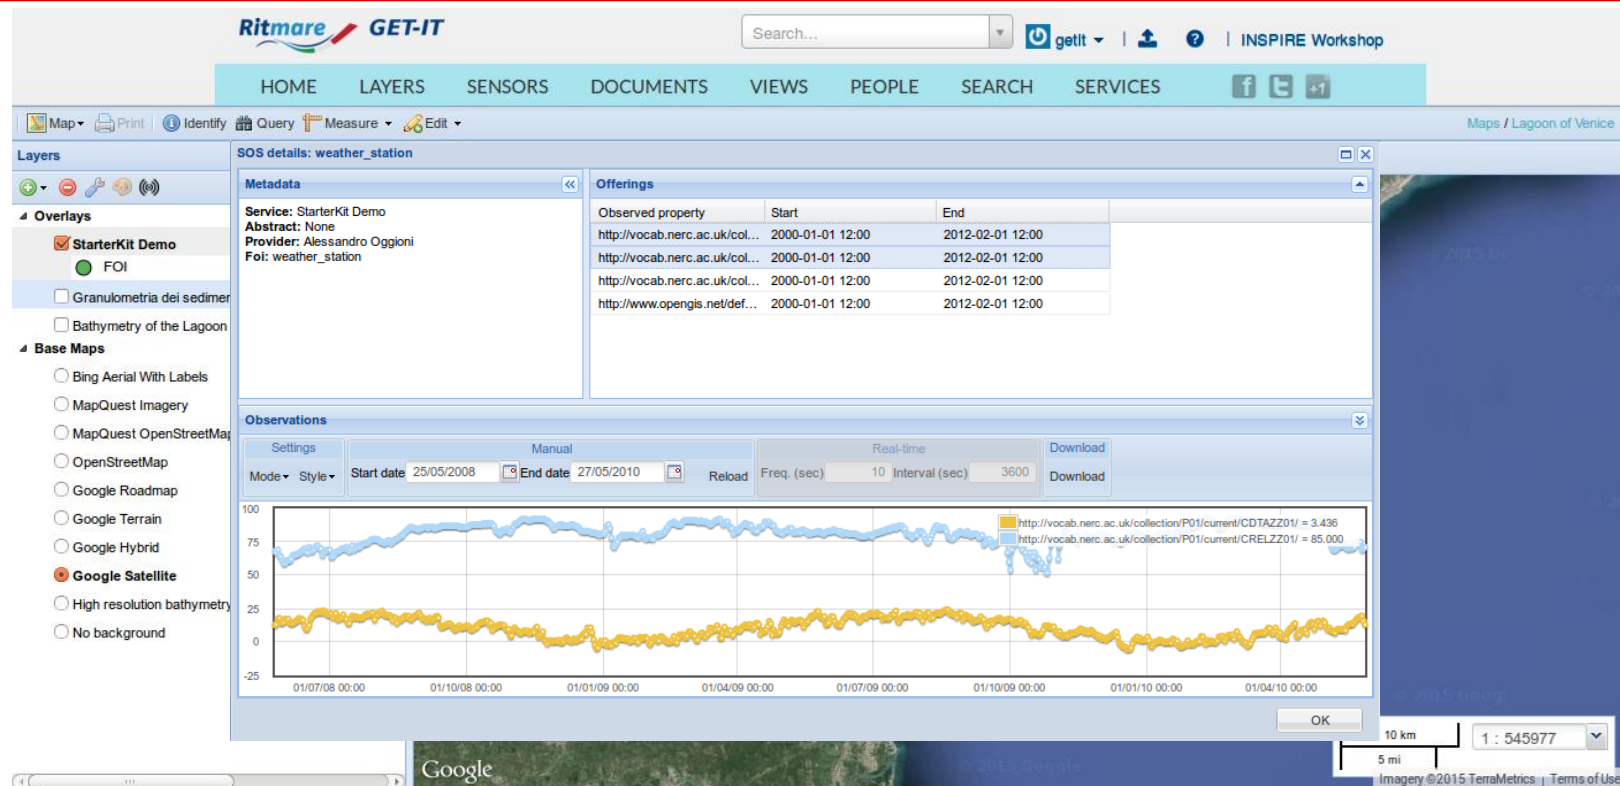 Ritmare GET-IT
Search...
getit | | INSPIRE Workshop
HOME LAYERS SENSORS DOCUMENTS VIEWS PEOPLE SEARCH SERVICES
f t +1
Map Print Identify Query Measure Edit
Maps / Lagoon of Venice
Layers
Overlays
StarterKit Demo
FOI
Granulometria dei sedimer
Bathymetry of the Lagoon
Base Maps
Bing Aerial With Labels
MapQuest Imagery
MapQuest OpenStreetMap
OpenStreetMap
Google Roadmap
Google Terrain
Google Hybrid
Google Satellite
High resolution bathymetry
No background
SOS details: weather_station
Metadata
Service: StarterKit Demo
Abstract: None
Provider: Alessandro Oggioni
Foi: weather_station
Offerings
Observed property Start End
http://vocab.nerc.ac.uk/col... 2000-01-01 12:00 2012-02-01 12:00
http://vocab.nerc.ac.uk/col... 2000-01-01 12:00 2012-02-01 12:00
http://vocab.nerc.ac.uk/col... 2000-01-01 12:00 2012-02-01 12:00
http://www.opengis.net/def... 2000-01-01 12:00 2012-02-01 12:00
Observations
Settings Manual Real-time Download
Mode Style Start date 25/05/2008 End date 27/05/2010 Reload Freq. (sec) 10 Interval (sec) 3600 Download
100
75
50
25
0
-25
http://vocab.nerc.ac.uk/collection/P01/current/CDTAZZ01/ = 3.436
http://vocab.nerc.ac.uk/collection/P01/current/CRELZZ01/ = 85.000
01/07/08 00:00 01/10/08 00:00 01/01/09 00:00 01/04/09 00:00 01/07/09 00:00 01/10/09 00:00 01/01/10 00:00 01/04/10 00:00
OK
© 2015 Google
10 km
5 mi
1 : 545977
Google
© 2015 Google
Imagery ©2015 TerraMetrics | Terms of Use